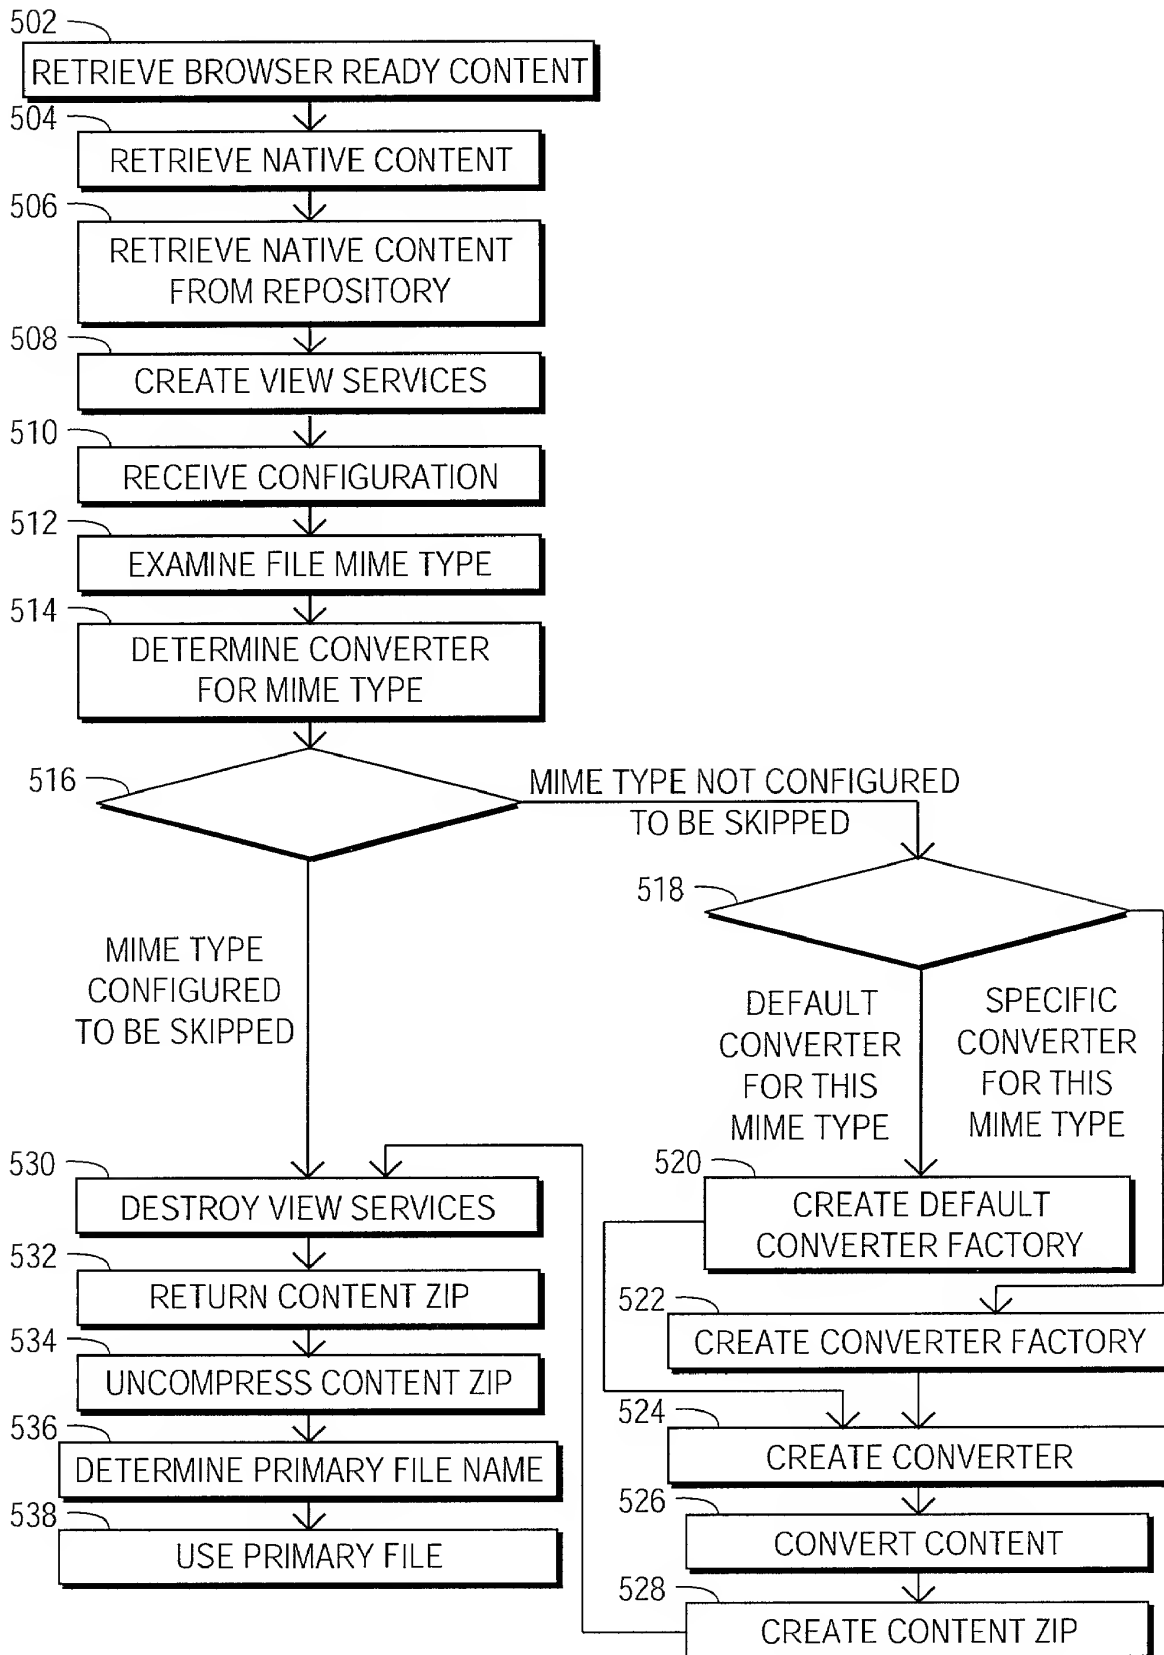 502
RETRIEVE BROWSER READY CONTENT
504
RETRIEVE NATIVE CONTENT
506
RETRIEVE NATIVE CONTENT
FROM REPOSITORY
508
CREATE VIEW SERVICES
510
RECEIVE CONFIGURATION
512
EXAMINE FILE MIME TYPE
514
DETERMINE CONVERTER
FOR MIME TYPE
516
MIME TYPE NOT CONFIGURED
TO BE SKIPPED
518
MIME TYPE
CONFIGURED
TO BE SKIPPED
DEFAULT
CONVERTER
FOR THIS
MIME TYPE
SPECIFIC
CONVERTER
FOR THIS
MIME TYPE
520
CREATE DEFAULT
CONVERTER FACTORY
522
CREATE CONVERTER FACTORY
524
CREATE CONVERTER
526
CONVERT CONTENT
528
CREATE CONTENT ZIP
530
DESTROY VIEW SERVICES
532
RETURN CONTENT ZIP
534
UNCOMPRESS CONTENT ZIP
536
DETERMINE PRIMARY FILE NAME
538
USE PRIMARY FILE